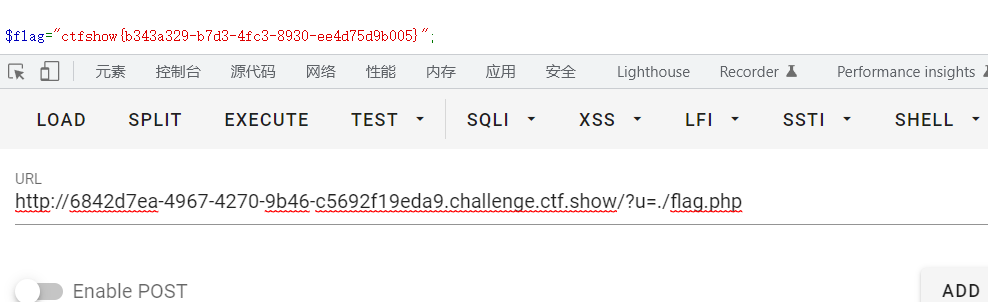 $flag="ctfshow{b343a329-b7d3-4fc3-8930-ee4d75d9b005}";
元素 控制台 源代码 网络 性能 内存 应用 安全 Lighthouse Recorder Performance insights
LOAD SPLIT EXECUTE TEST SQLI XSS LFI SSTI SHELL
URL
http://6842d7ea-4967-4270-9b46-c5692f19eda9.challenge.ctf.show/?u=./flag.php
Enable POST ADD